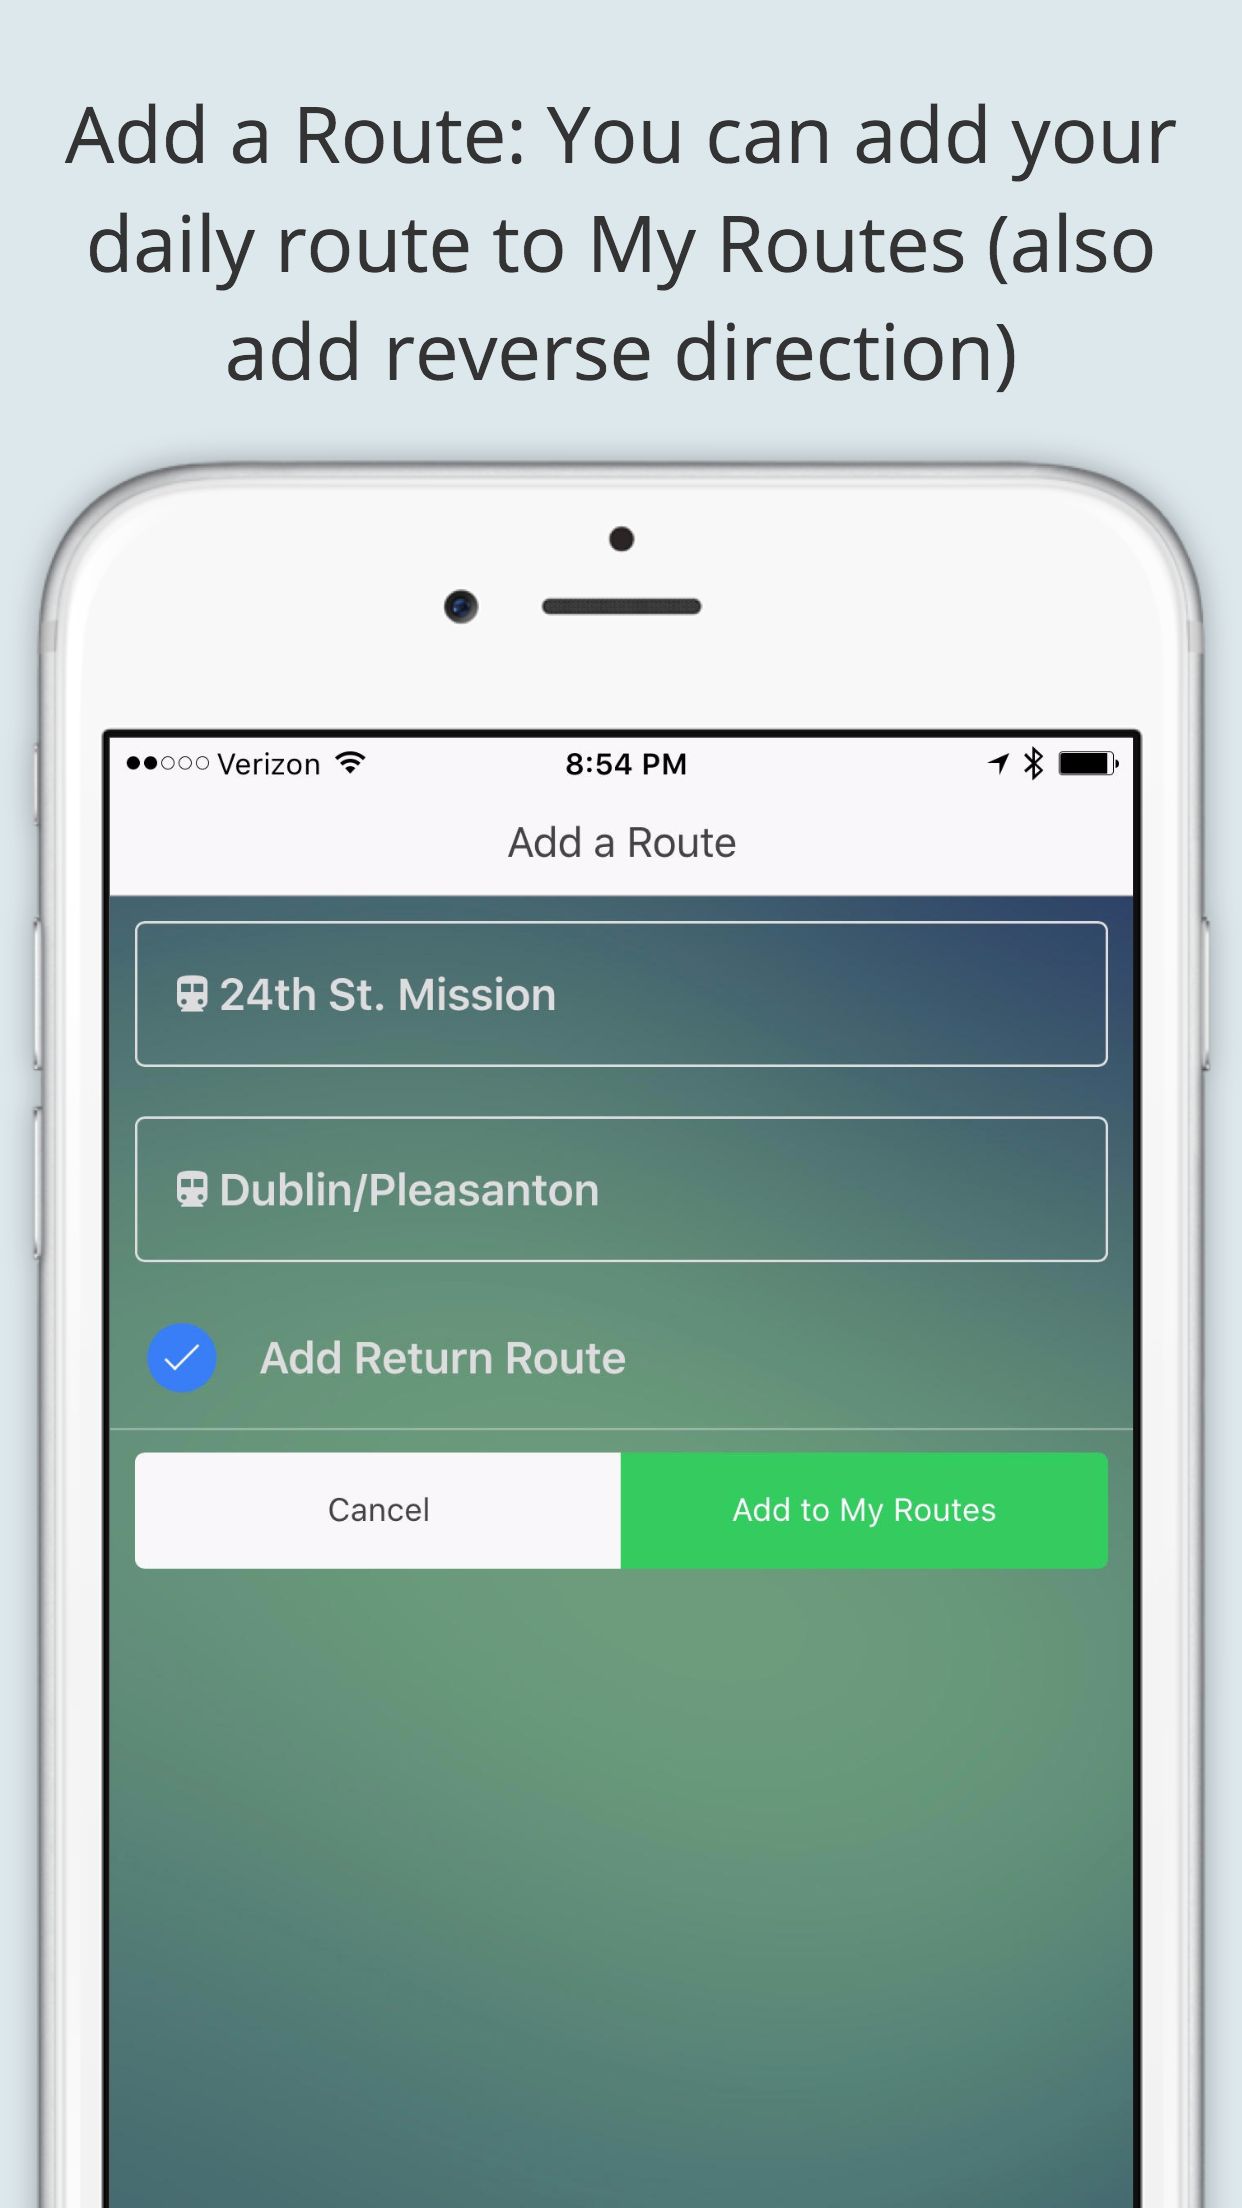 Add a Route: You can add your
daily route to My Routes (also
add reverse direction)
Verizon 8:54 PM
Add a Route
24th St. Mission
Dublin/Pleasanton
Add Return Route
Cancel Add to My Routes